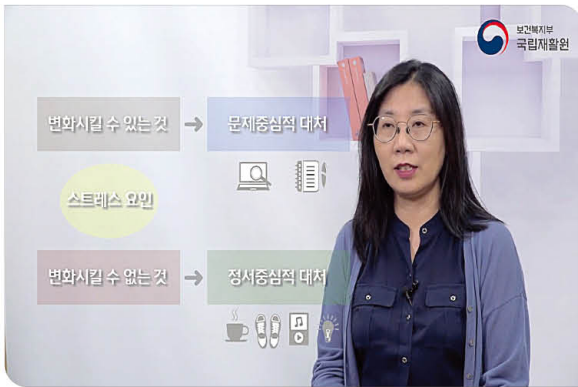 보건복지부
국립재활원
변화시킬 수 있는 것
문제중심적 대처
스트레스 요인
변화시킬 수 없는 것
정서중심적 대처